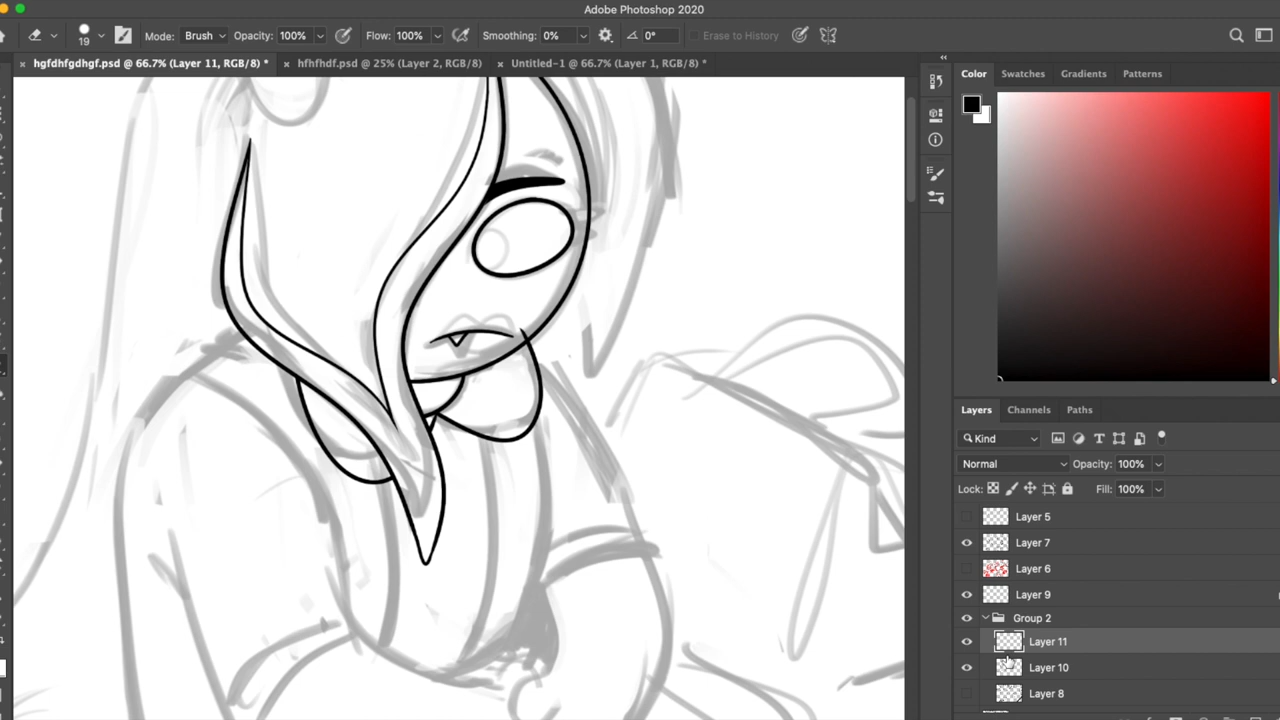 Adobe Photoshop 2020
19 Mode: Brush Opacity: 100% Flow: 100% Smoothing: 0% 0° Erase to History
× hgfdhfgdhgf.psd @ 66.7% (Layer 11, RGB/8) * × hfhfhdf.psd @ 25% (Layer 2, RGB/8) × Untitled-1 @ 66.7% (Layer 1, RGB/8) *
Color Swatches Gradients Patterns
Layers Channels Paths
Kind
Normal Opacity: 100%
Lock: Fill: 100%
Layer 5
Layer 7
Layer 6
Layer 9
Group 2
Layer 11
Layer 10
Layer 8